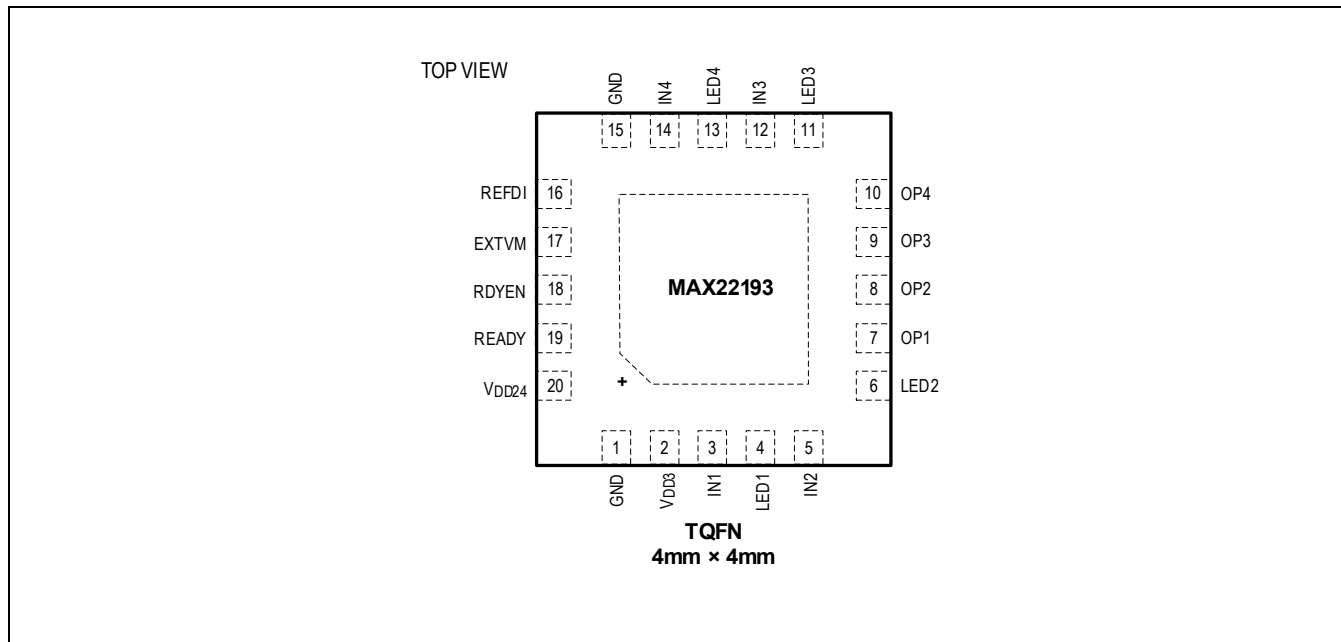 TOP VIEW
GND IN4 LED4 IN3 LED3
15 14 13 12 11
REFDI 16 10 OP4
EXTVM 17 9 OP3
RDYEN 18 MAX22193 8 OP2
READY 19 7 OP1
VDD24 20 + 6 LED2
1 2 3 4 5
GND VDD3 IN1 LED1 IN2
TQFN
4mm × 4mm